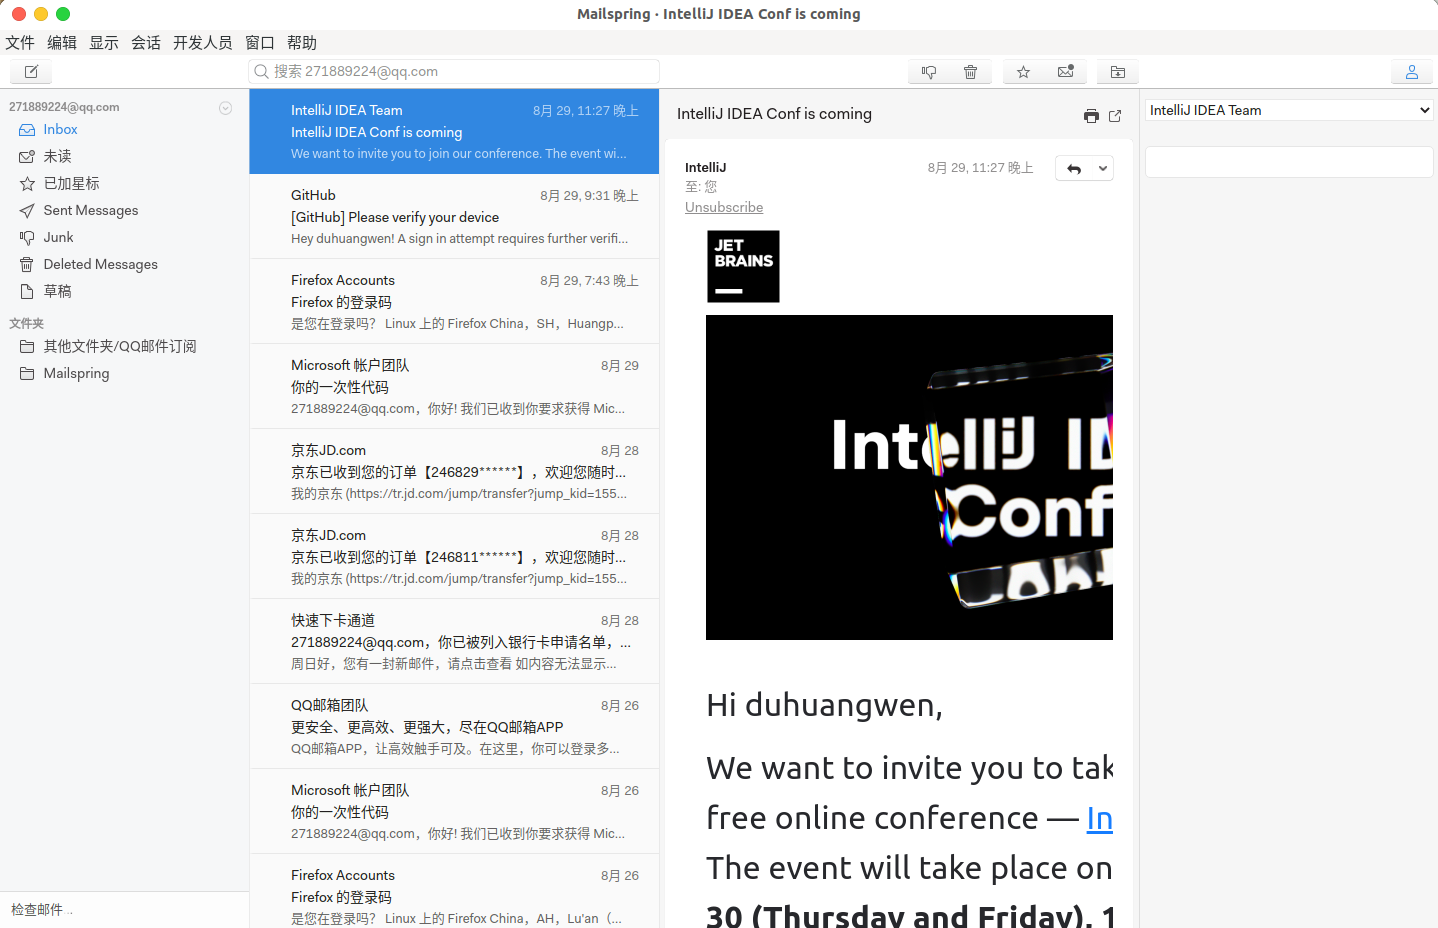 Mailspring · IntelliJ IDEA Conf is coming
文件 编辑 显示 会话 开发人员 窗口 帮助
搜索 271889224@qq.com
271889224@qq.com
Inbox
未读
已加星标
Sent Messages
Junk
Deleted Messages
草稿
文件夹
其他文件夹/QQ邮件订阅
Mailspring
检查邮件 ..
IntelliJ IDEA Team 8月 29, 11:27 晚上
IntelliJ IDEA Conf is coming
We want to invite you to join our conference. The event wi...
GitHub 8月 29, 9:31 晚上
[GitHub] Please verify your device
Hey duhuangwen! A sign in attempt requires further verifi...
Firefox Accounts 8月 29, 7:43 晚上
Firefox 的登录码
是您在登录吗？ Linux 上的 Firefox China，SH，Huangp...
Microsoft 帐户团队 8月 29
你的一次性代码
271889224@qq.com，你好! 我们已收到你要求获得 Mic...
京东JD.com 8月 28
京东已收到您的订单【246829******】，欢迎您随时...
我的京东 (https://tr.jd.com/jump/transfer?jump_kid=155...
京东JD.com 8月 28
京东已收到您的订单【246811******】，欢迎您随时...
我的京东 (https://tr.jd.com/jump/transfer?jump_kid=155...
快速下卡通道 8月 28
271889224@qq.com，你已被列入银行卡申请名单，...
周日好，您有一封新邮件，请点击查看 如内容无法显示...
QQ邮箱团队 8月 26
更安全、更高效、更强大，尽在QQ邮箱APP
QQ邮箱APP，让高效触手可及。在这里，你可以登录多...
Microsoft 帐户团队 8月 26
你的一次性代码
271889224@qq.com，你好! 我们已收到你要求获得 Mic...
Firefox Accounts 8月 26
Firefox 的登录码
是您在登录吗？ Linux 上的 Firefox China，AH，Lu'an（...
IntelliJ IDEA Conf is coming
IntelliJ 8月 29, 11:27 晚上
至: 您
Unsubscribe
JET
BRAINS
IntelliJ ID
Conf
Hi duhuangwen,
We want to invite you to tak
free online conference — In
The event will take place on
30 (Thursday and Friday), 1
IntelliJ IDEA Team